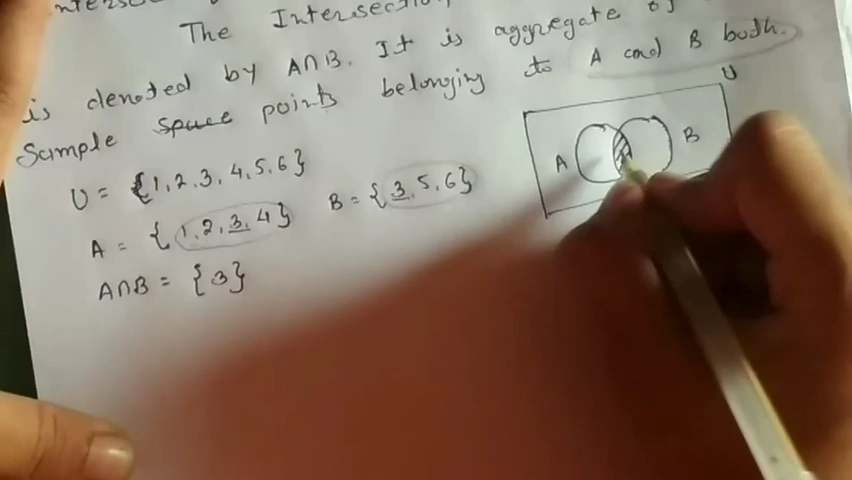 The Intersection
is denoted by A∩B. It is aggregate of
Sample space points belonging to A and B both.
U = {1, 2, 3, 4, 5, 6}
A = {1, 2, 3, 4}
B = {3, 5, 6}
A∩B = {3}
U
A
B